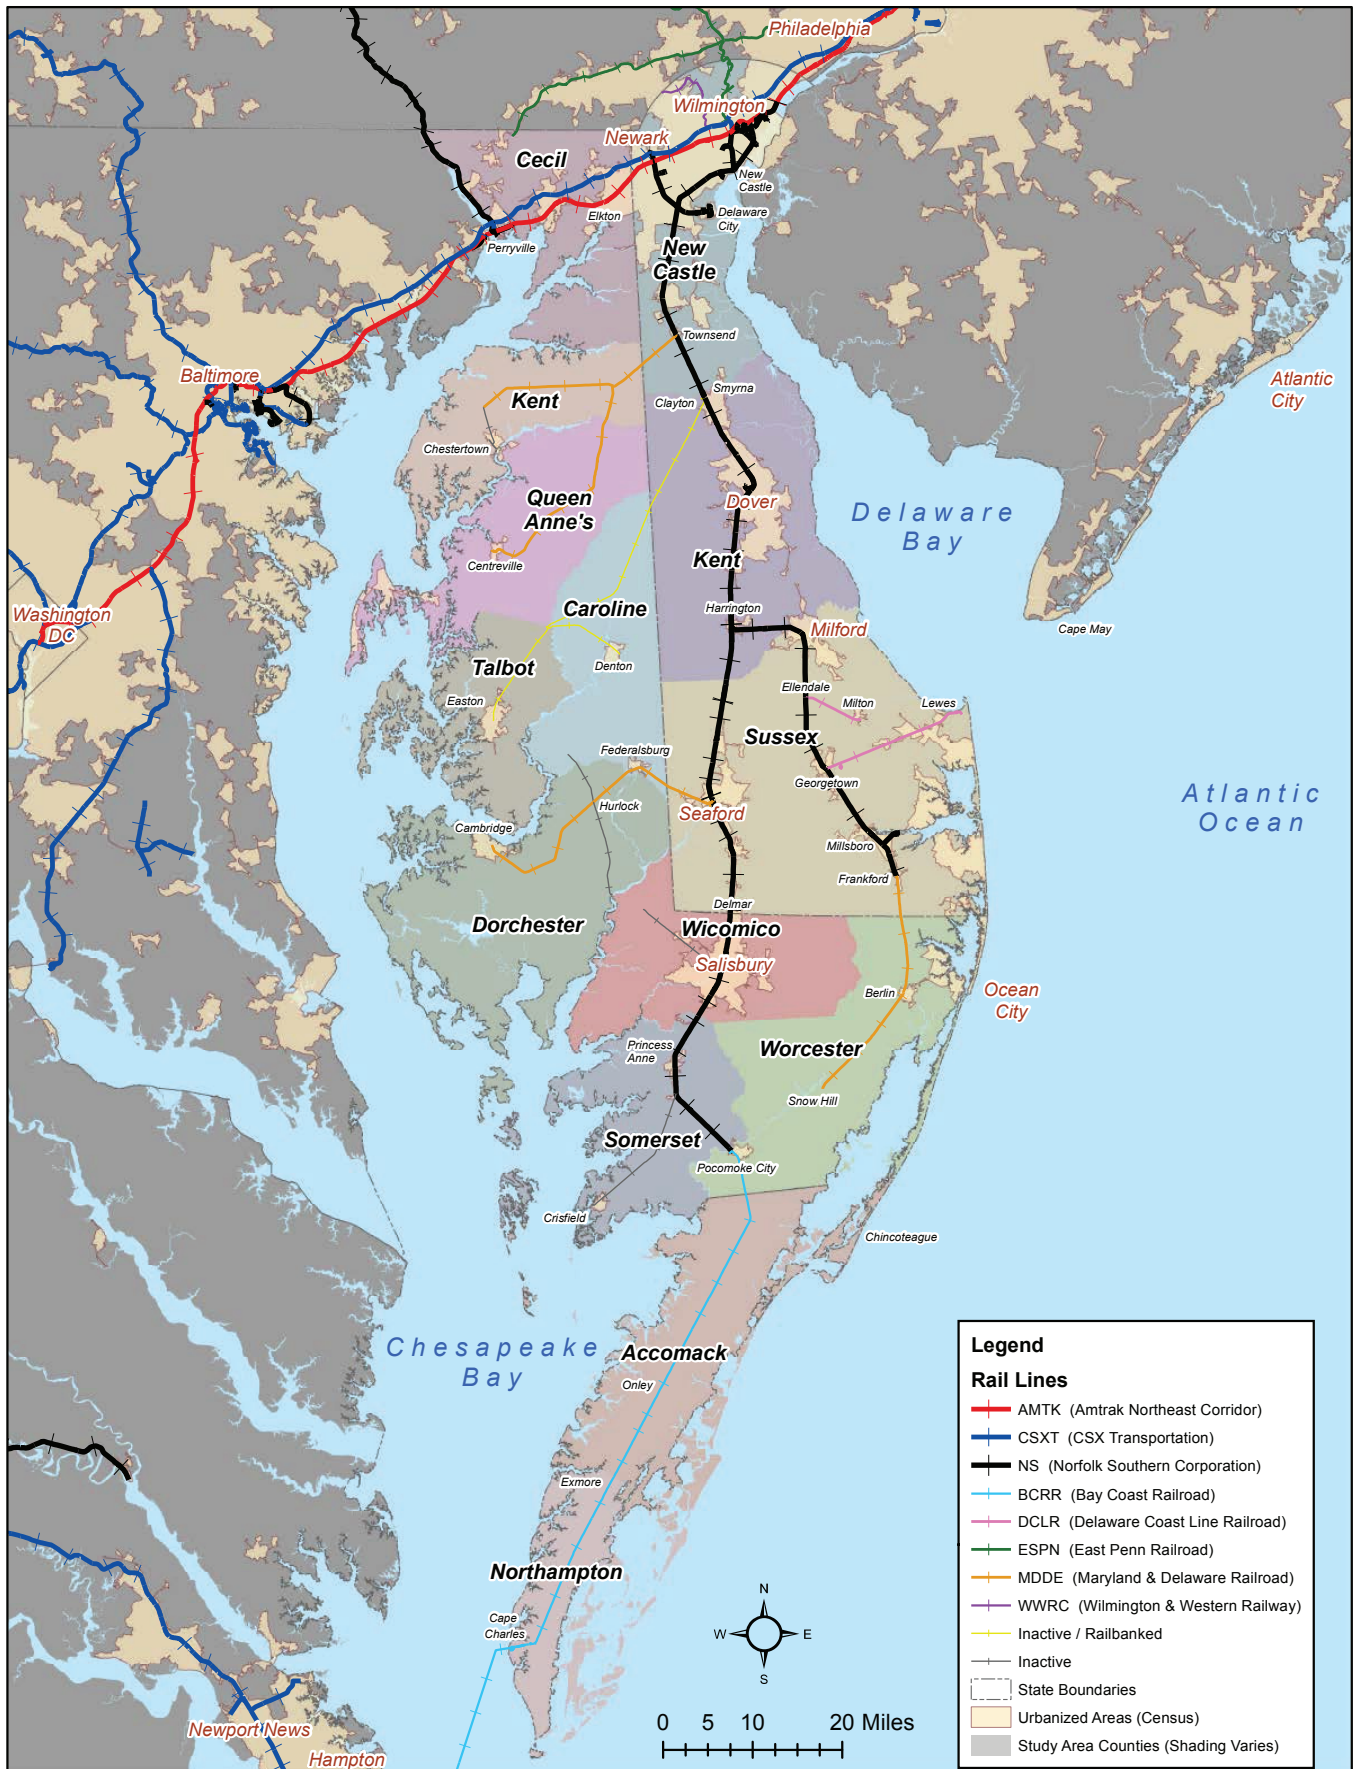 Philadelphia
Wilmington
Newark
Cecil
New
Castle
Delaware
City
Elkton
Perryville
New
Castle
Townsend
Baltimore
Atlantic
City
Smyrna
Clayton
Kent
Chestertown
Queen
Anne's
Dover
Delaware
Bay
Centreville
Kent
Caroline
Harrington
Washington
DC
Milford
Cape May
Talbot
Denton
Easton
Ellendale
Milton
Lewes
Sussex
Federalsburg
Georgetown
Hurlock
Seaford
Atlantic
Ocean
Cambridge
Millsboro
Frankford
Delmar
Dorchester
Wicomico
Salisbury
Berlin
Ocean
City
Princess
Anne
Worcester
Snow Hill
Somerset
Pocomoke City
Crisfield
Chincoteague
Chesapeake
Bay
Accomack
Onley
Exmore
Northampton
Cape
Charles
Newport News
Hampton
N
W
E
S
0 5 10 20 Miles
Legend
Rail Lines
AMTK (Amtrak Northeast Corridor)
CSXT (CSX Transportation)
NS (Norfolk Southern Corporation)
BCRR (Bay Coast Railroad)
DCLR (Delaware Coast Line Railroad)
ESPN (East Penn Railroad)
MDDE (Maryland & Delaware Railroad)
WWRC (Wilmington & Western Railway)
Inactive / Railbanked
Inactive
State Boundaries
Urbanized Areas (Census)
Study Area Counties (Shading Varies)